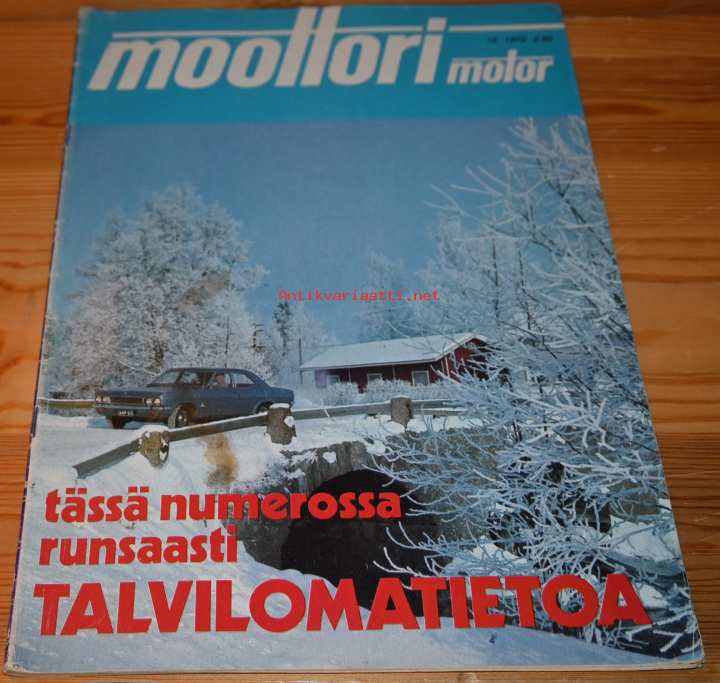 moottori motor
Antikvariaatti.net
tässä numerossa
runsaasti
TALVILOMATIETOA